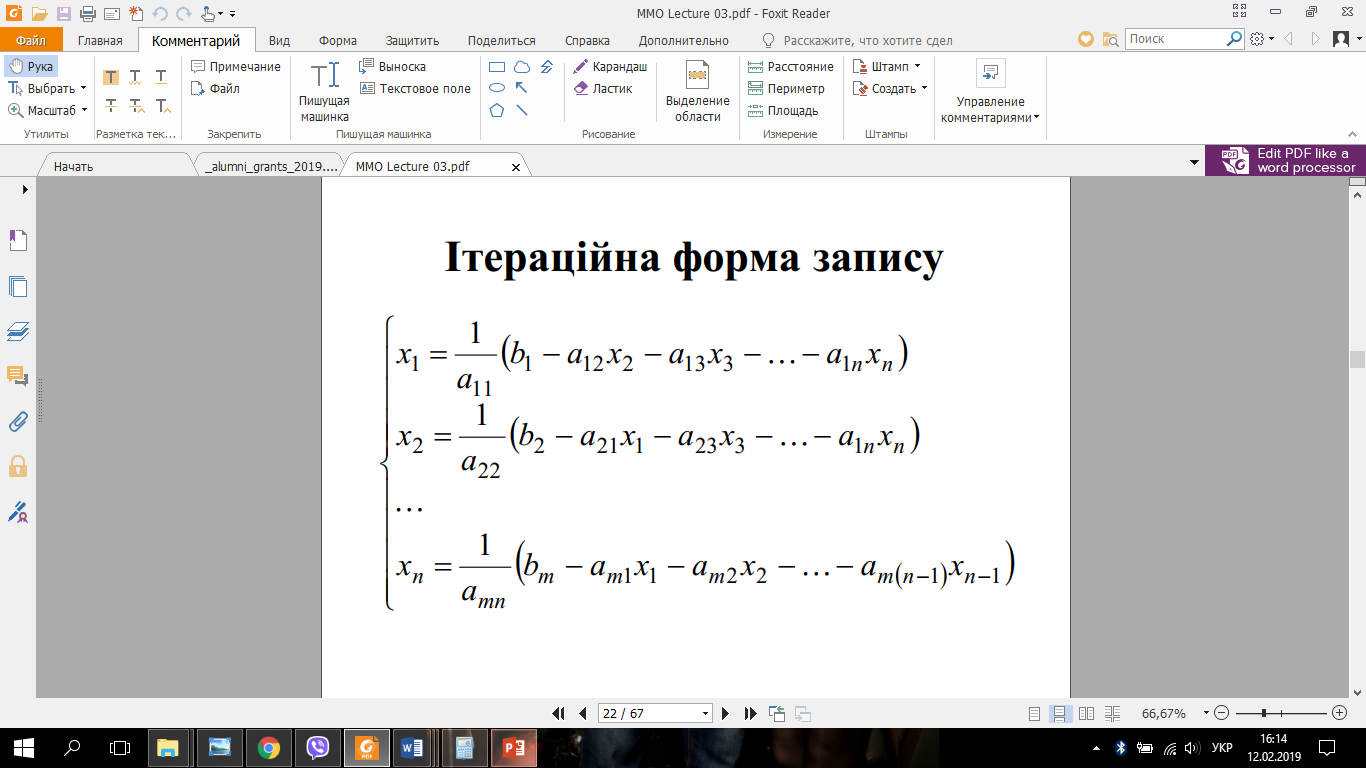 MMO Lecture 03.pdf - Foxit Reader
Файл Главная Комментарий Вид Форма Защитить Поделиться Справка Дополнительно Расскажите, что хотите сдел Поиск
Рука
Выбрать
Масштаб
Утилиты
Разметка тек...
Примечание
Файл
Закрепить
Пишущая машинка
Выноска
Текстовое поле
Пишущая машинка
Карандаш
Ластик
Рисование
Выделение области
Расстояние
Периметр
Площадь
Измерение
Штамп
Создать
Штампы
Управление комментариями
Начать _alumni_grants_2019.... MMO Lecture 03.pdf
Edit PDF like a
word processor
Ітераційна форма запису
x₁ = 1/a₁₁ (b₁ − a₁₂x₂ − a₁₃x₃ − … − a₁ₙxₙ)
x₂ = 1/a₂₂ (b₂ − a₂₁x₁ − a₂₃x₃ − … − a₁ₙxₙ)
…
xₙ = 1/aₘₙ (bₘ − aₘ₁x₁ − aₘ₂x₂ − … − aₘ₍ₙ₋₁₎xₙ₋₁)
22 / 67
66,67%
УКР
16:14
12.02.2019